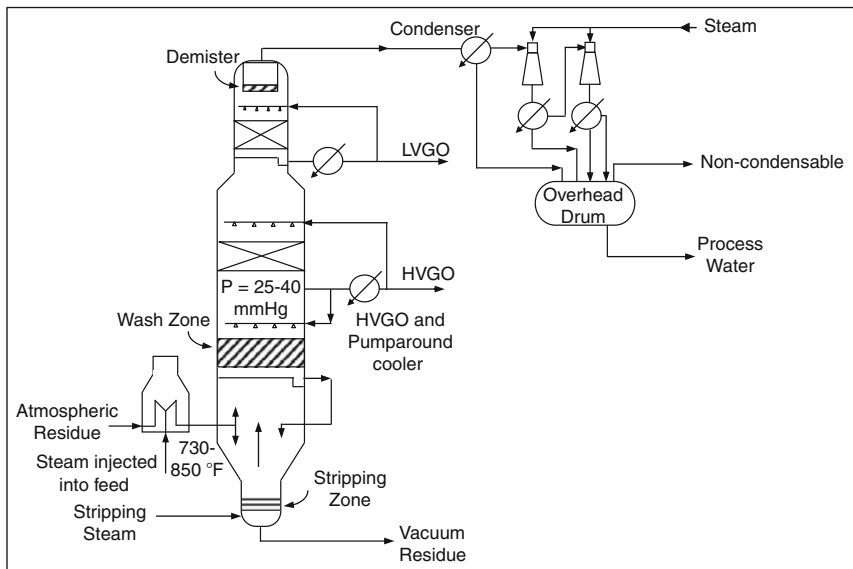 Condenser
Steam
Demister
LVGO
Non-condensable
Overhead
Drum
Process
Water
HVGO
P = 25-40
mmHg
Wash Zone
HVGO and
Pumparound
cooler
Atmospheric
Residue
730-
850 °F
Steam injected
into feed
Stripping
Zone
Stripping
Steam
Vacuum
Residue